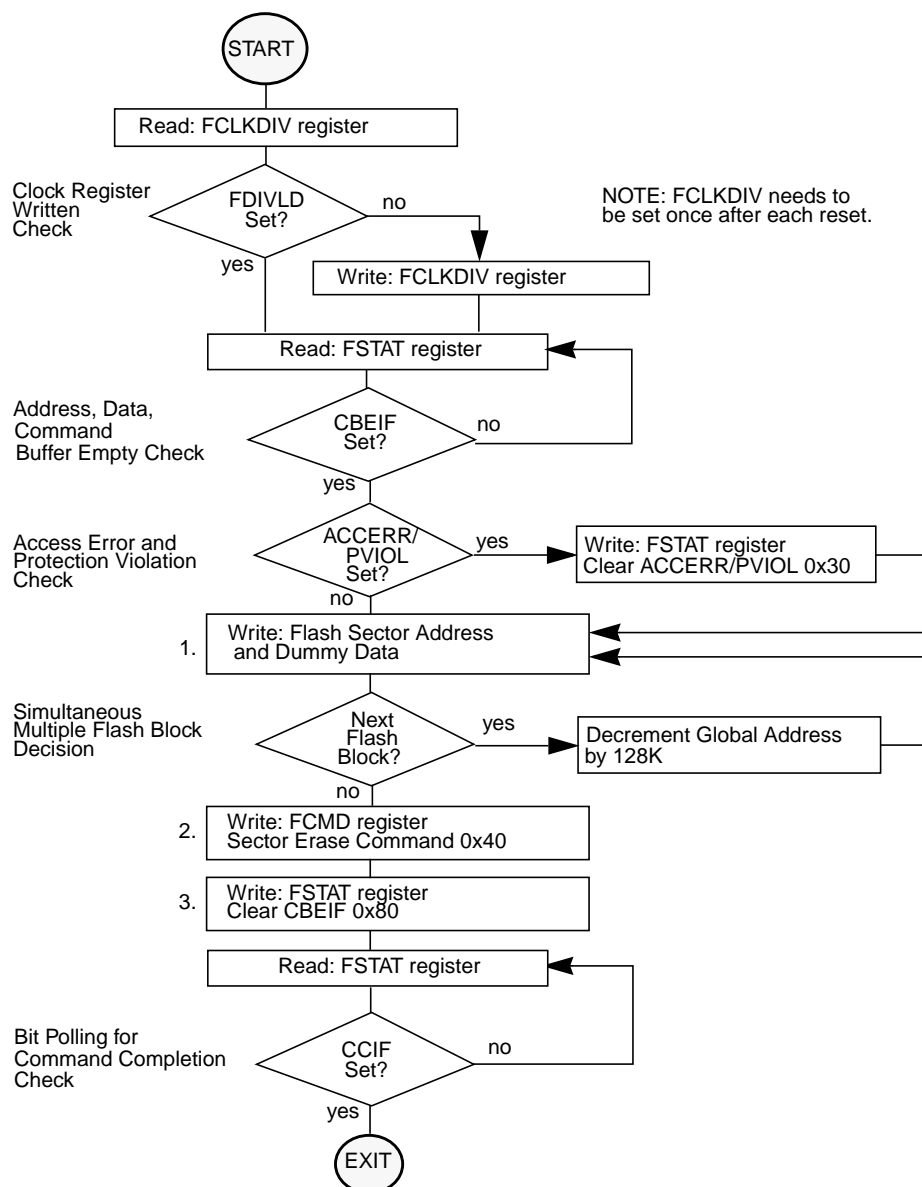 START
Read: FCLKDIV register
Clock Register
Written
Check
FDIVLD
Set?
no
yes
NOTE: FCLKDIV needs to
be set once after each reset.
Write: FCLKDIV register
Read: FSTAT register
Address, Data,
Command
Buffer Empty Check
CBEIF
Set?
no
yes
Access Error and
Protection Violation
Check
ACCERR/
PVIOL
Set?
yes
no
Write: FSTAT register
Clear ACCERR/PVIOL 0x30
1.
Write: Flash Sector Address
and Dummy Data
Simultaneous
Multiple Flash Block
Decision
Next
Flash
Block?
yes
no
Decrement Global Address
by 128K
2.
Write: FCMD register
Sector Erase Command 0x40
3.
Write: FSTAT register
Clear CBEIF 0x80
Read: FSTAT register
Bit Polling for
Command Completion
Check
CCIF
Set?
no
yes
EXIT